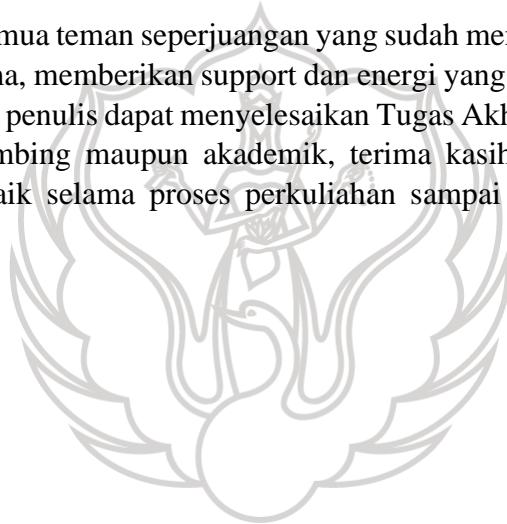 mua teman seperjuangan yang sudah me
na, memberikan support dan energi yang
penulis dapat menyelesaikan Tugas Akh
mbing maupun akademik, terima kasih
aik selama proses perkuliahan sampai